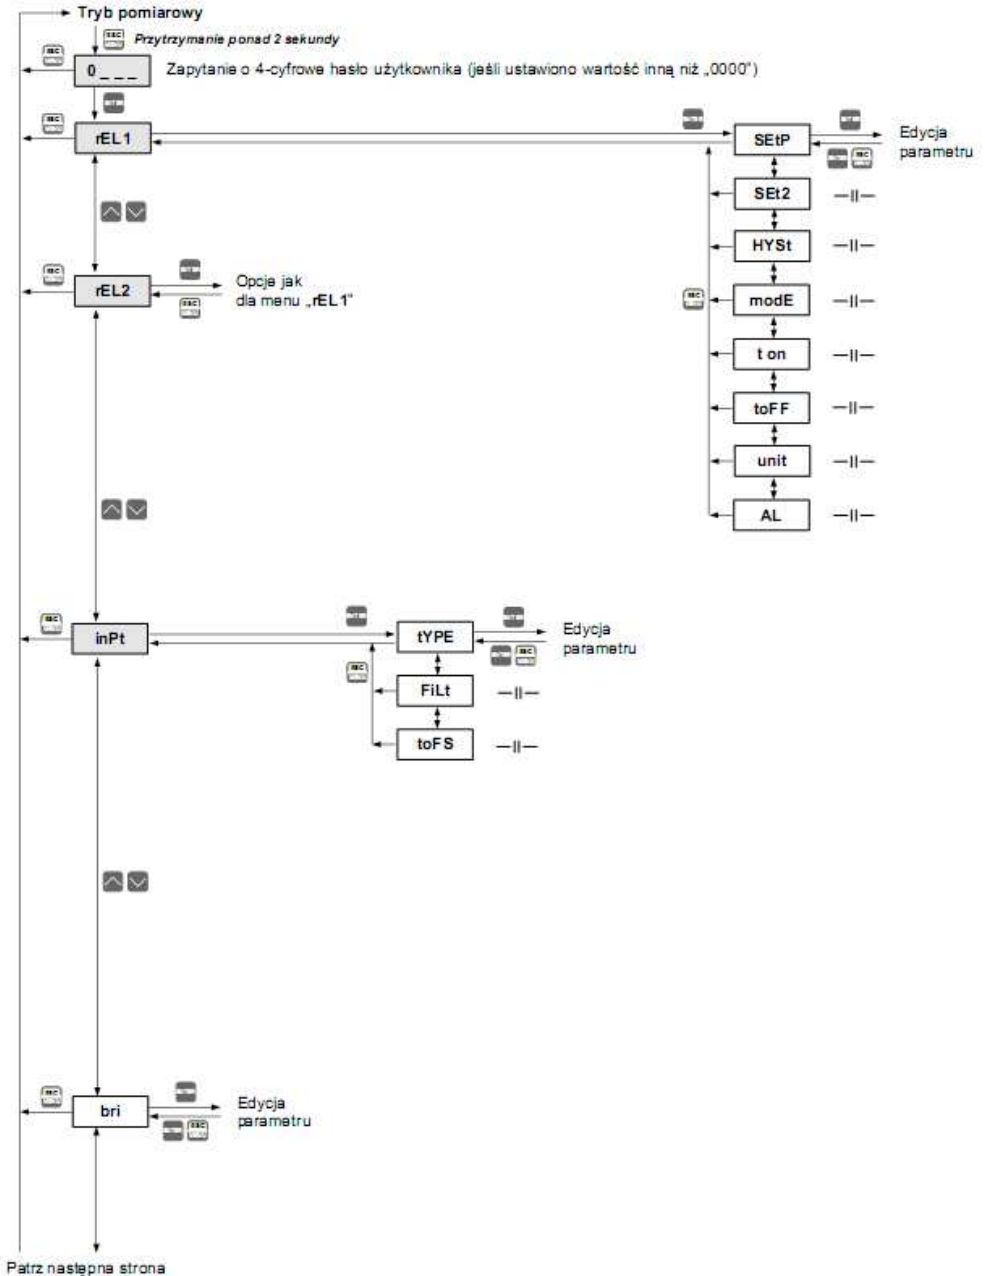 Tryb pomiarowy
Przytrzymanie ponad 2 sekundy
0 _ _ _
Zapytanie o 4-cyfrowe hasło użytkownika (jeśli ustawiono wartość inną niż „0000")
rEL1
SEtP
Edycja
parametru
SEt2
HYSt
rEL2
Opcje jak
dla menu „rEL1"
modE
t on
toFF
unit
AL
inPt
tYPE
Edycja
parametru
FiLt
toFS
bri
Edycja
parametru
Patrz następna strona